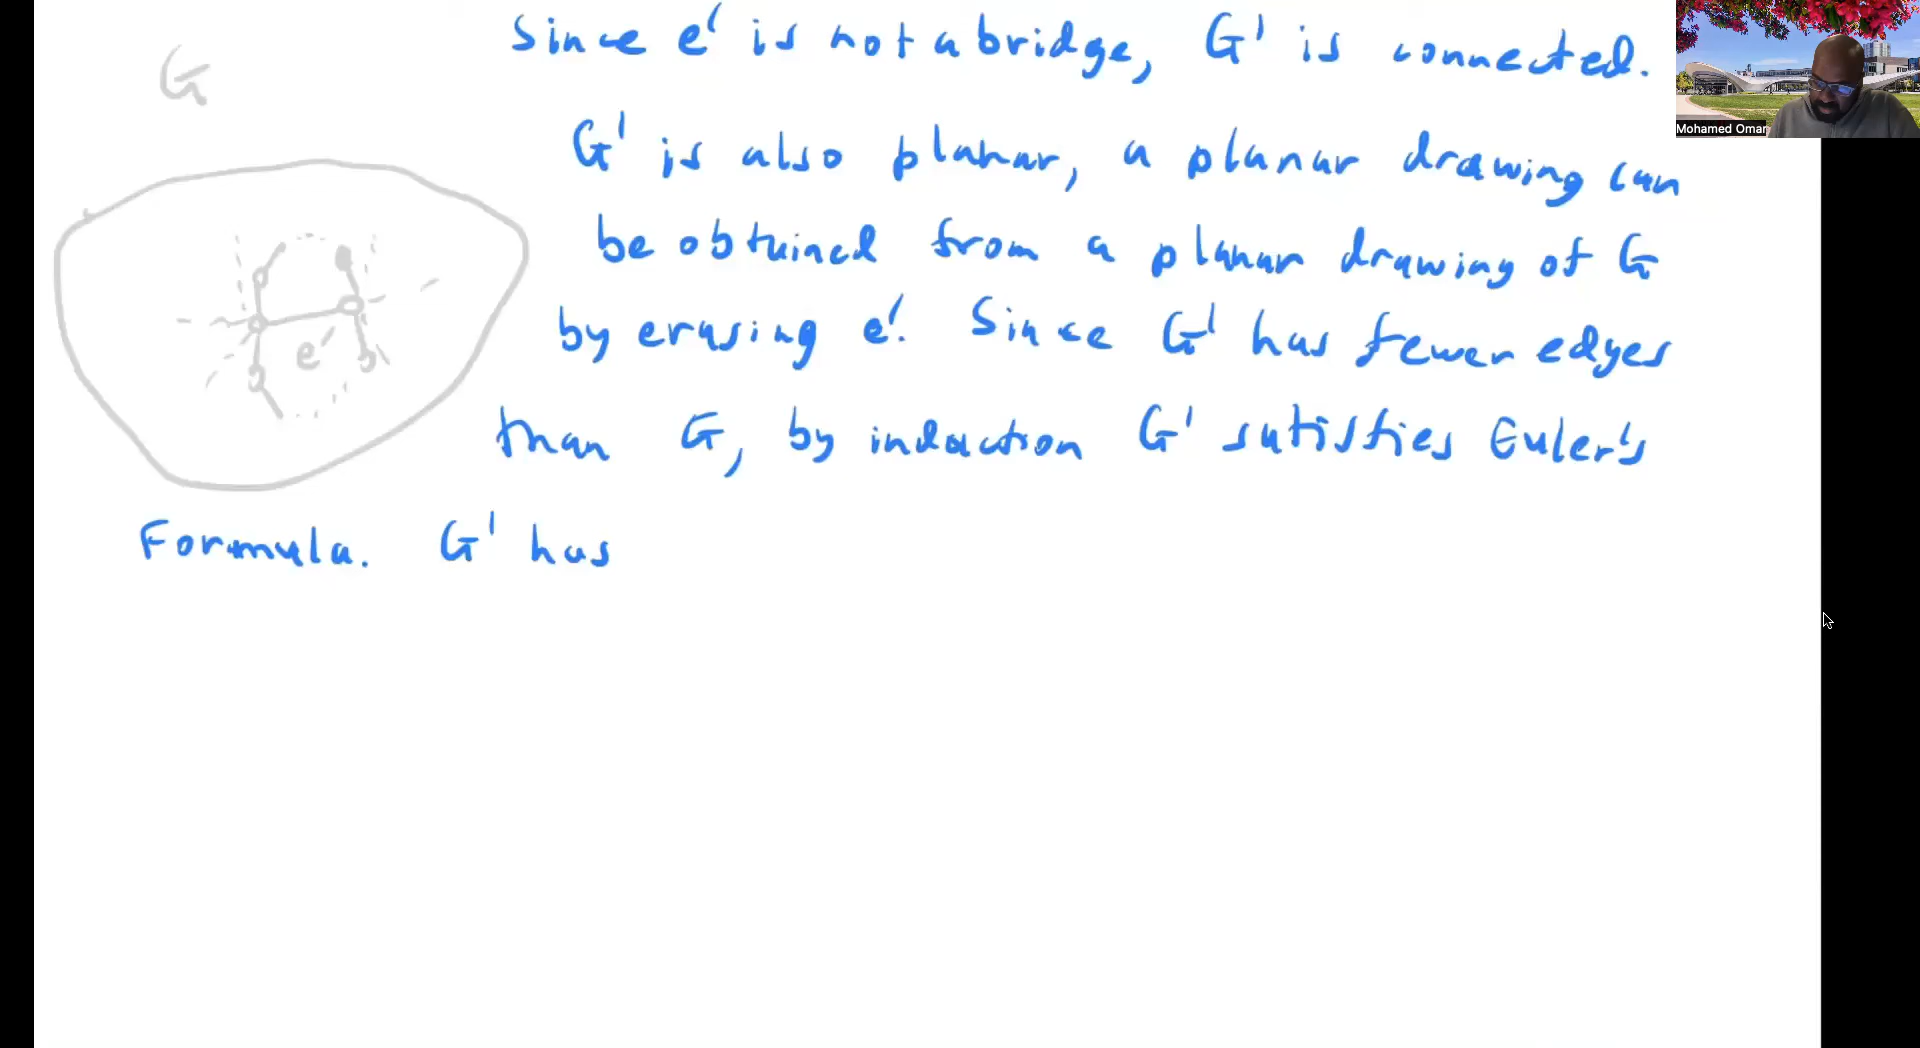 G
Since e' is not a bridge, G' is connected.
G' is also planar, a planar drawing can
be obtained from a planar drawing of G
by erasing e'. Since G' has fewer edges
than G, by induction G' satisfies Euler's
Formula. G' has
e'
Mohamed Omar